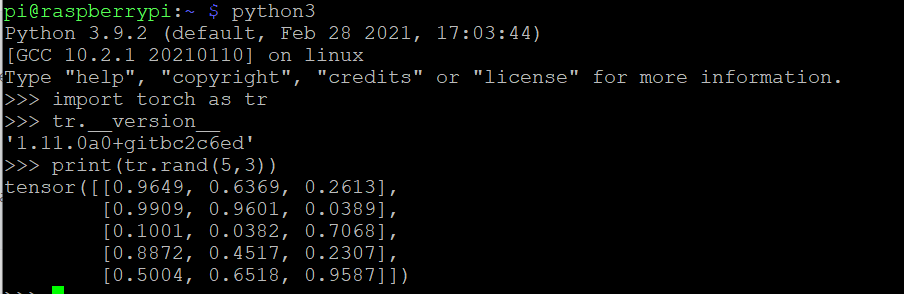 pi@raspberrypi:~ $ python3
Python 3.9.2 (default, Feb 28 2021, 17:03:44)
[GCC 10.2.1 20210110] on linux
Type "help", "copyright", "credits" or "license" for more information.
>>> import torch as tr
>>> tr.__version__
'1.11.0a0+gitbc2c6ed'
>>> print(tr.rand(5,3))
tensor([[0.9649, 0.6369, 0.2613],
        [0.9909, 0.9601, 0.0389],
        [0.1001, 0.0382, 0.7068],
        [0.8872, 0.4517, 0.2307],
        [0.5004, 0.6518, 0.9587]])
>>>